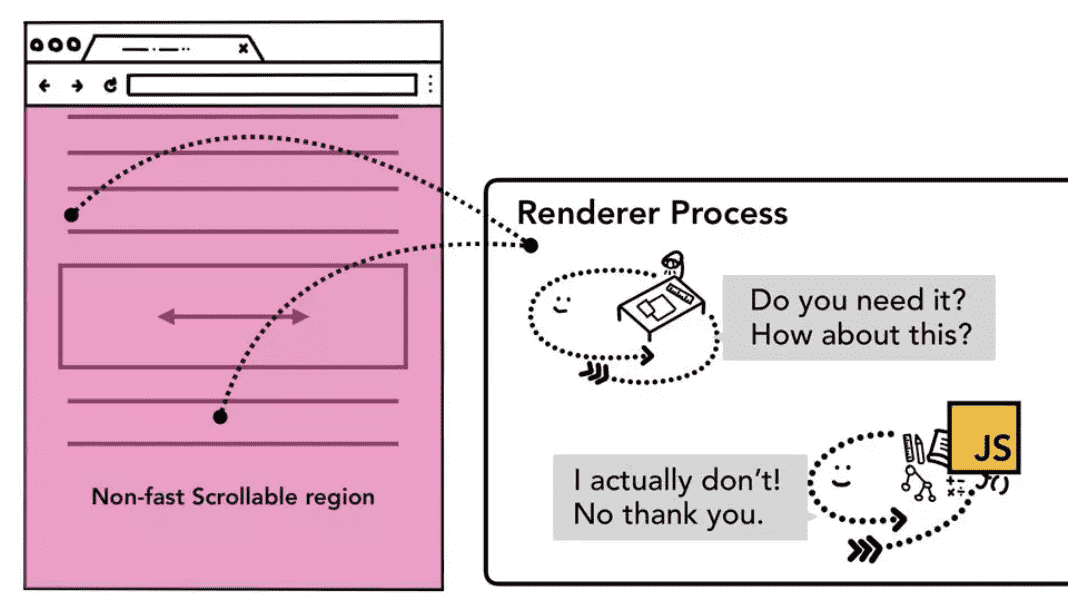 Renderer Process
Do you need it?
How about this?
JS
I actually don't!
No thank you.
Non-fast Scrollable region